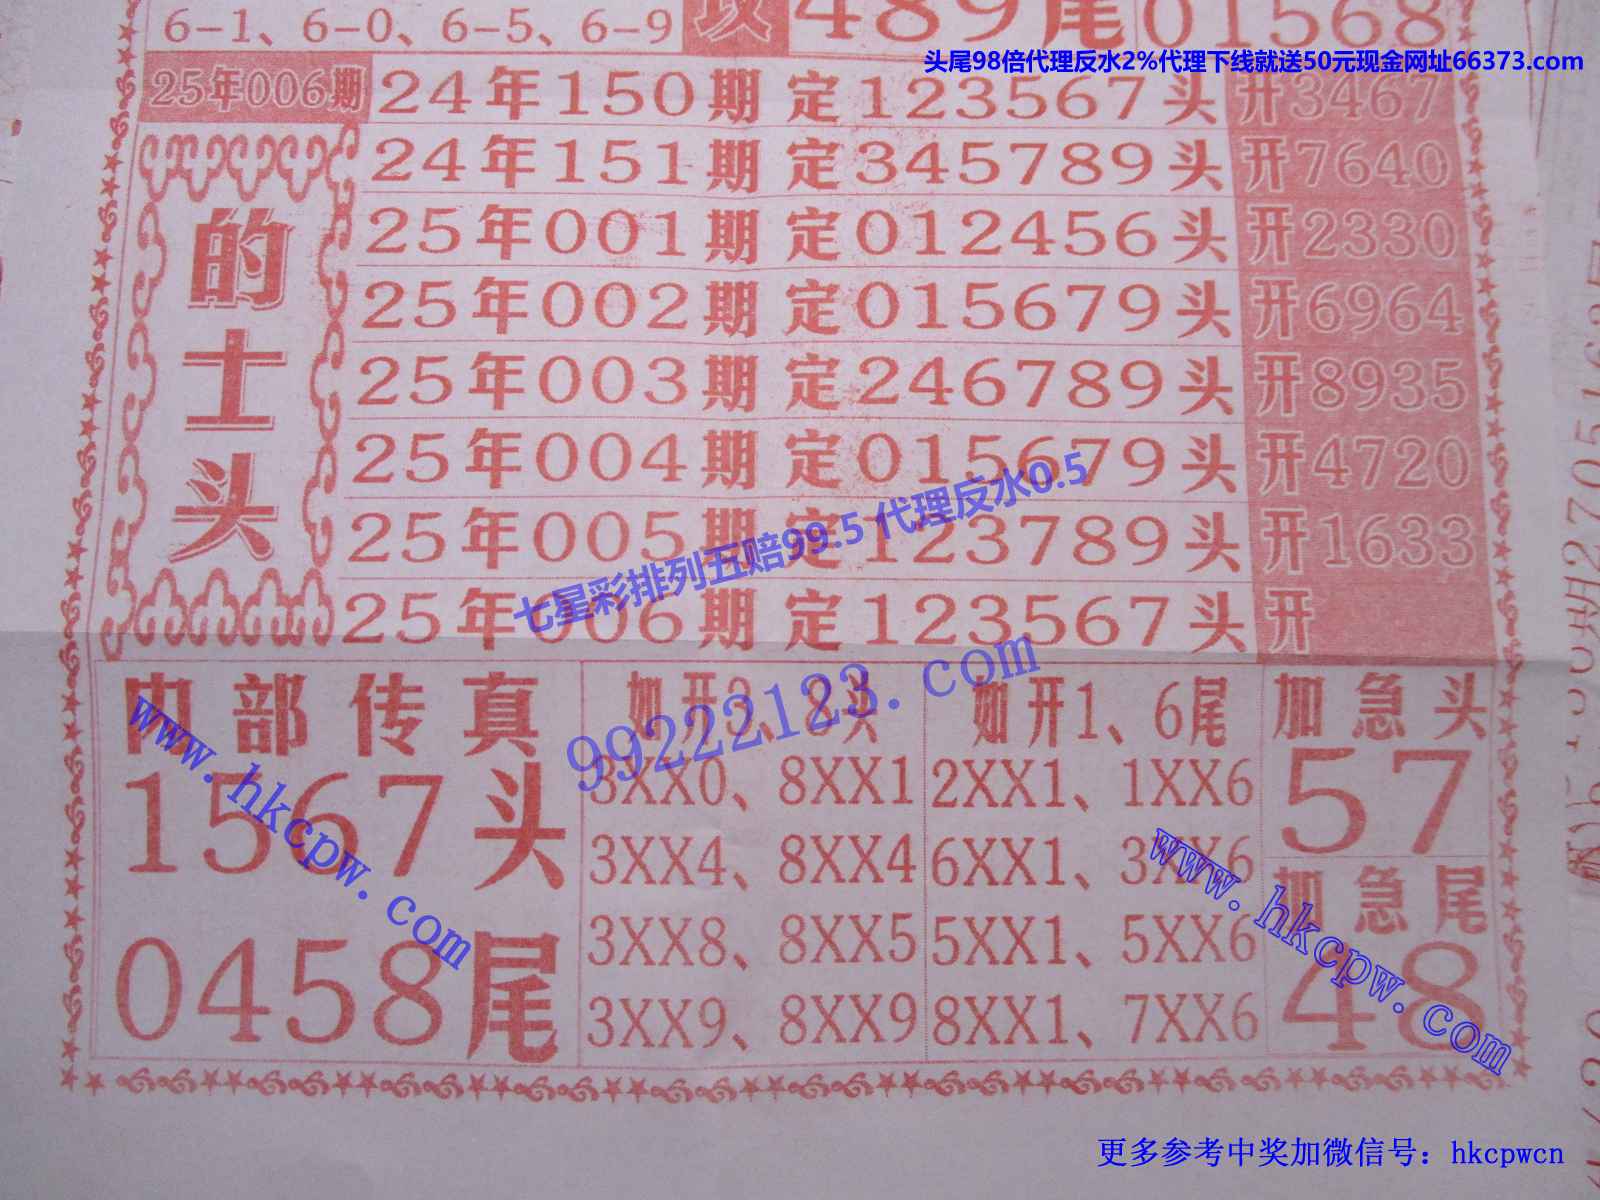 6-1、6-0、6-5、6-9
攻
489尾
01568
头尾98倍代理反水2%代理下线就送50元现金网址66373.com
25年006期
的士头
24年150期 定123567头 开3467
24年151期 定345789头 开7640
25年001期 定012456头 开2330
25年002期 定015679头 开6964
25年003期 定246789头 开8935
25年004期 定015679头 开4720
25年005期 定123789头 开1633
25年006期 定123567头 开
七星彩排列五赔99.5 代理反水0.5
99222123.com
内部传真
1567头
0458尾
如开3、8头
3XX0、8XX1
3XX4、8XX4
3XX8、8XX5
3XX9、8XX9
如开1、6尾
2XX1、1XX6
6XX1、3XX6
5XX1、5XX6
8XX1、7XX6
加急头
57
加急尾
48
www.hkcpw.com
www.hkcpw.com
更多参考中奖加微信号：hkcpwcn